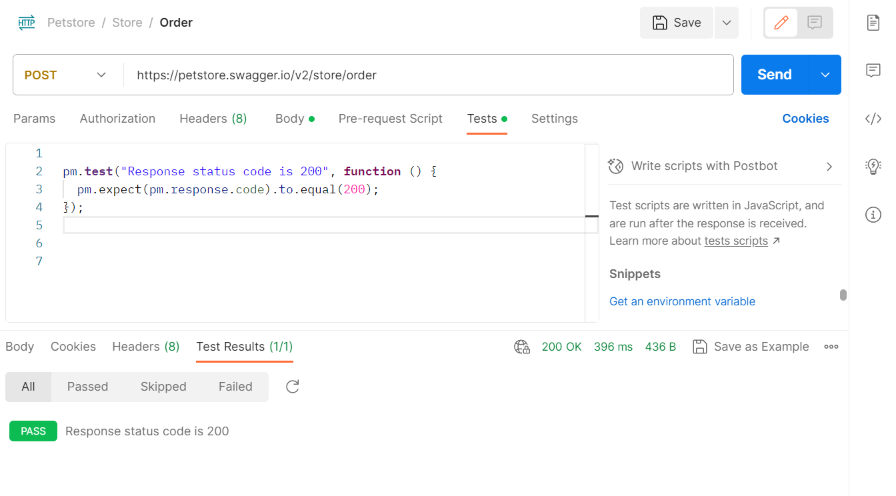 HTTP Petstore / Store / Order Save
POST https://petstore.swagger.io/v2/store/order Send
Params Authorization Headers (8) Body Pre-request Script Tests Settings Cookies
1
2 pm.test("Response status code is 200", function () {
3 pm.expect(pm.response.code).to.equal(200);
4 });
5
6
7
Write scripts with Postbot
Test scripts are written in JavaScript, and
are run after the response is received.
Learn more about tests scripts ↗
Snippets
Get an environment variable
Body Cookies Headers (8) Test Results (1/1) 200 OK 396 ms 436 B Save as Example
All Passed Skipped Failed
PASS Response status code is 200